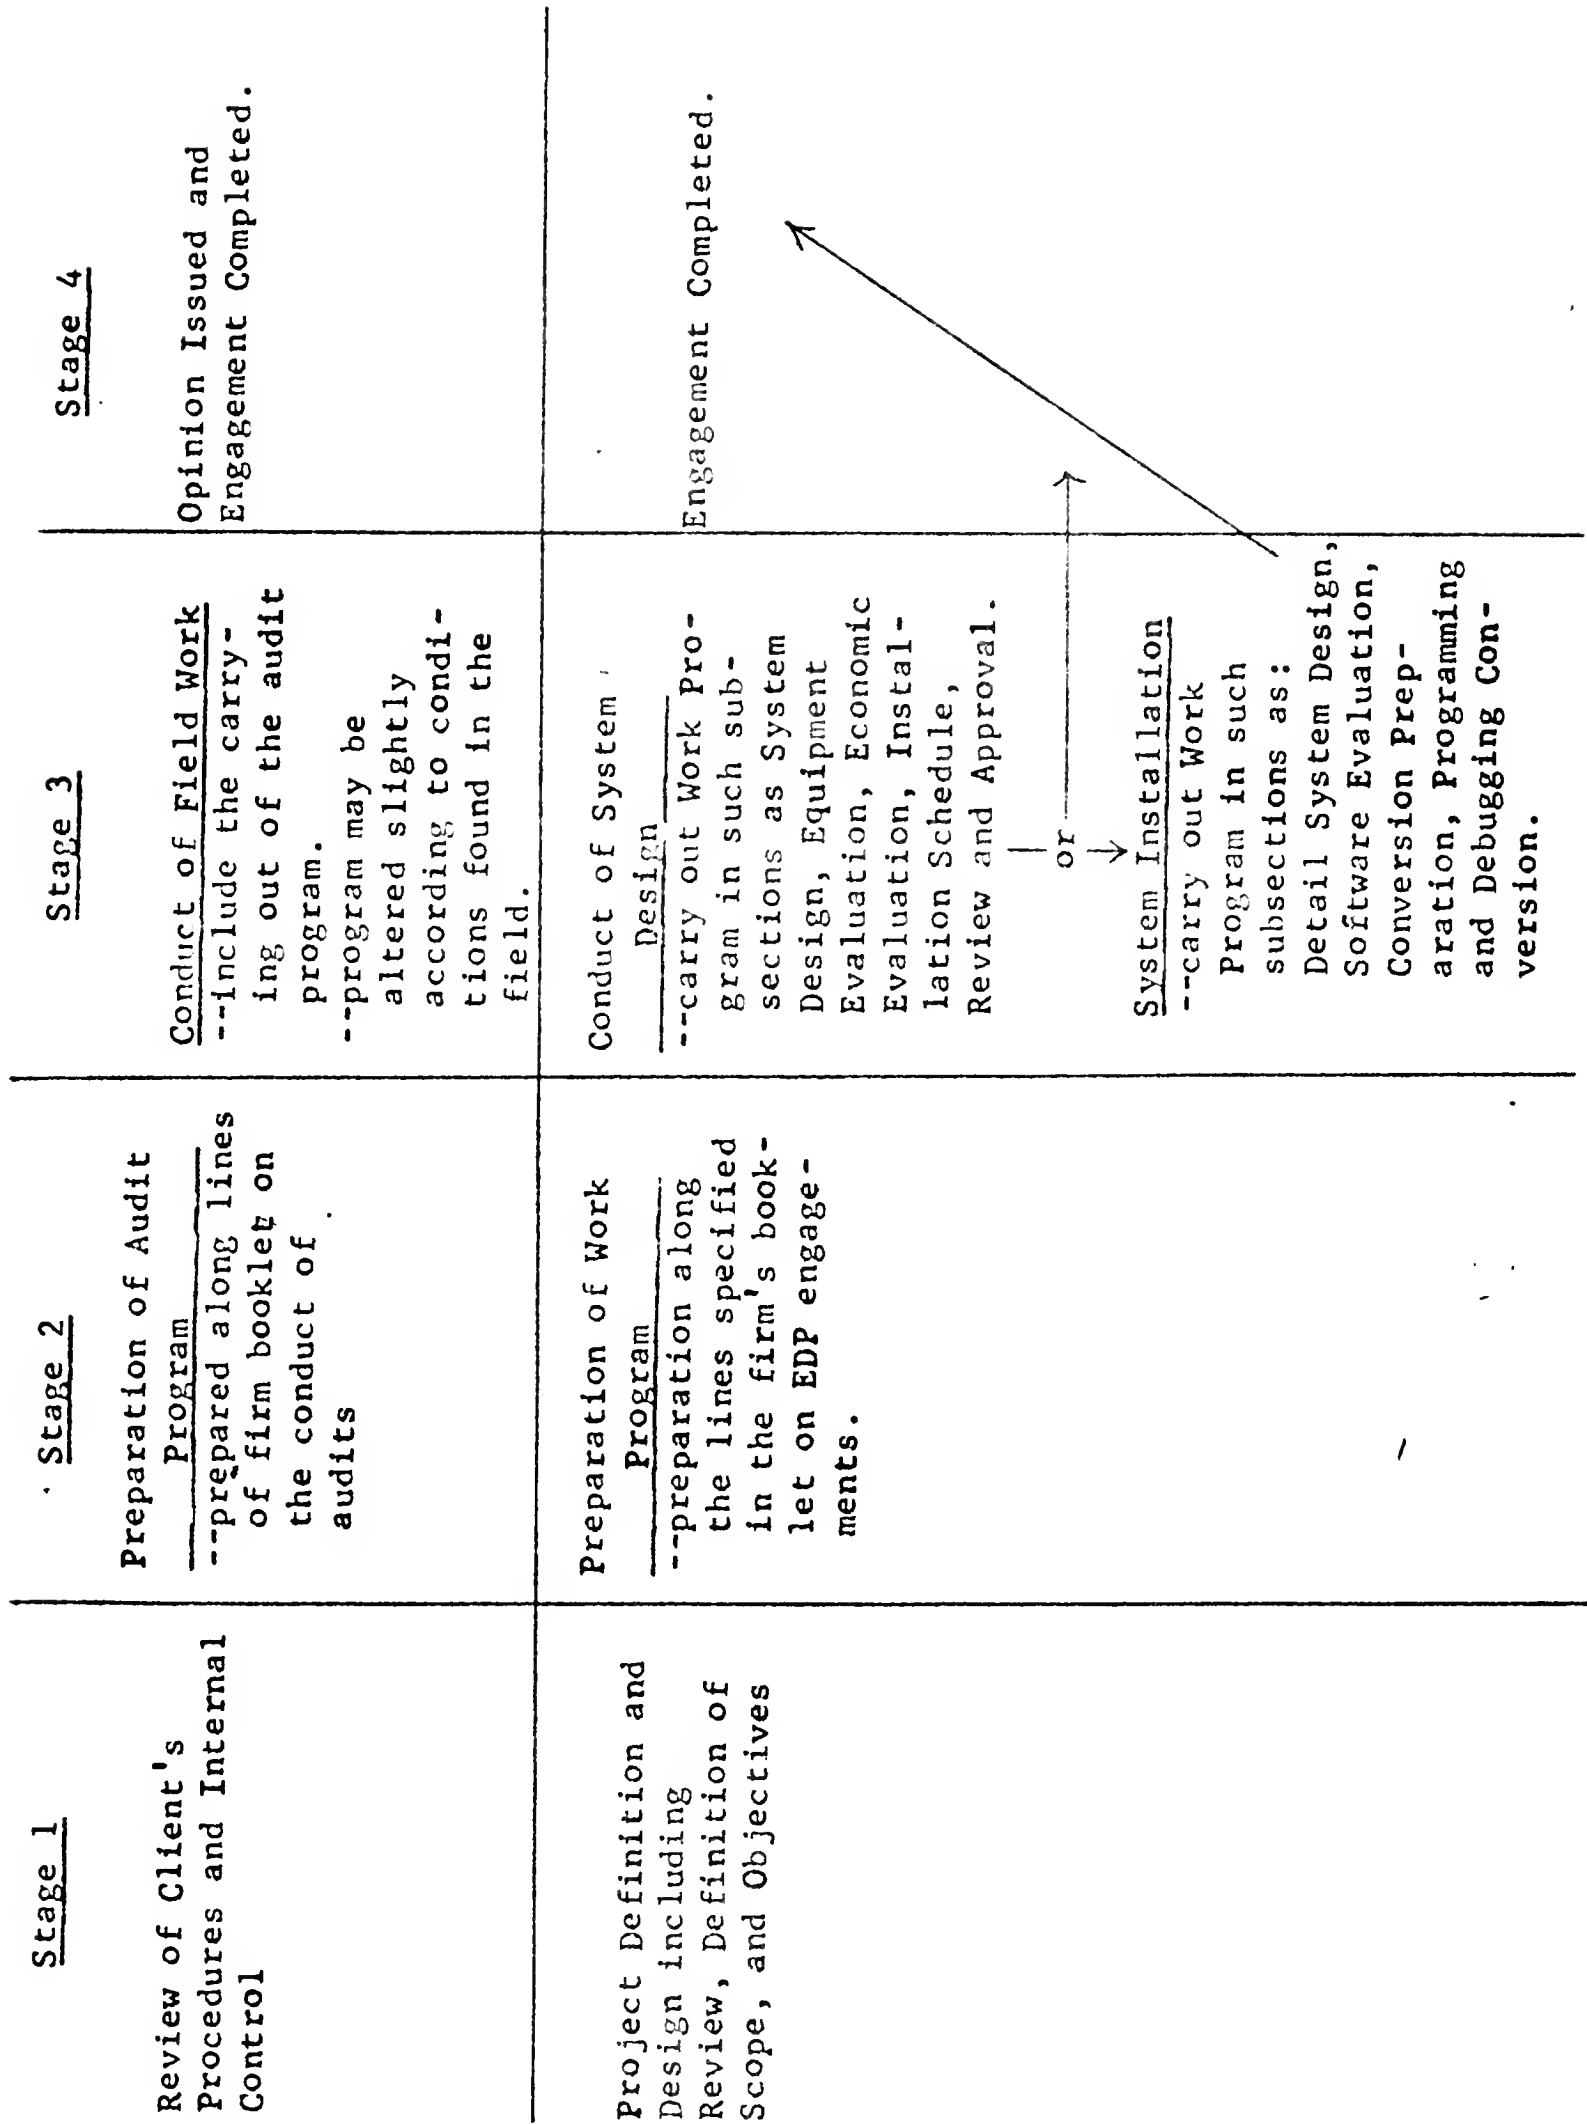 Stage 1
Review of Client's
Procedures and Internal
Control
Project Definition and
Design including
Review, Definition of
Scope, and Objectives
Stage 2
Preparation of Audit
Program
--prepared along lines
of firm booklet on
the conduct of
audits
Preparation of Work
Program
--preparation along
the lines specified
in the firm's book-
let on EDP engage-
ments.
Stage 3
Conduct of Field Work
--include the carry-
ing out of the audit
program.
--program may be
altered slightly
according to condi-
tions found in the
field.
Conduct of System
Design
--carry out Work Pro-
gram in such sub-
sections as System
Design, Equipment
Evaluation, Economic
Evaluation, Instal-
lation Schedule,
Review and Approval.
or
System Installation
--carry out Work
Program in such
subsections as:
Detail System Design,
Software Evaluation,
Conversion Prep-
aration, Programming
and Debugging Con-
version.
Stage 4
Opinion Issued and
Engagement Completed.
Engagement Completed.